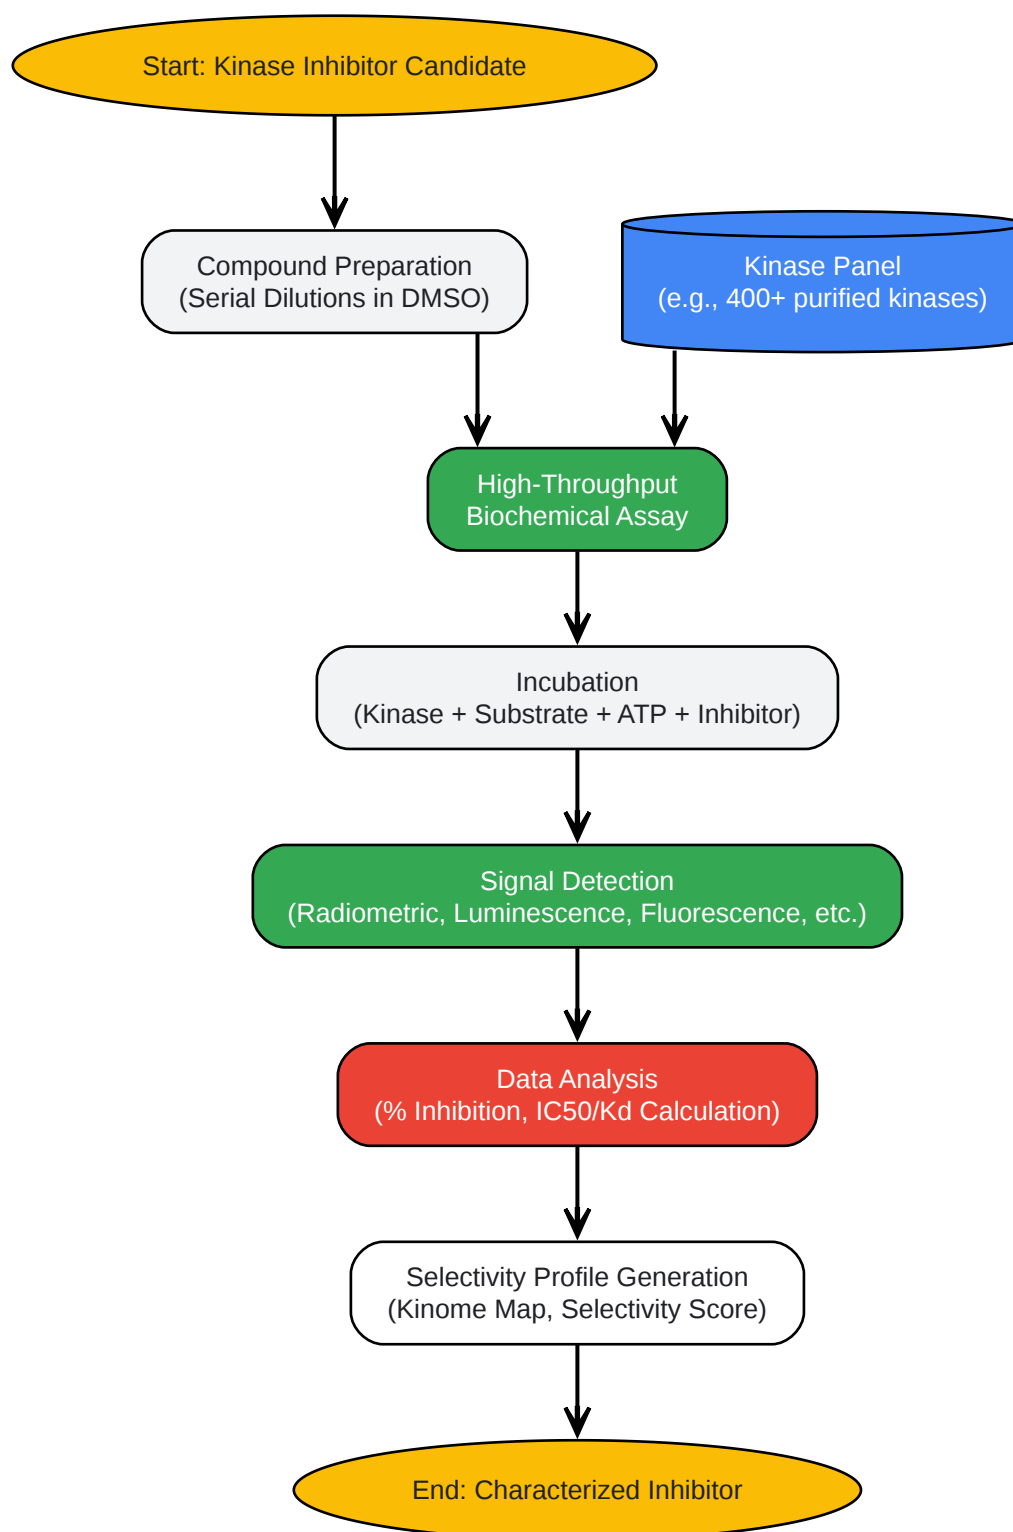 Start: Kinase Inhibitor Candidate
Compound Preparation
(Serial Dilutions in DMSO)
Kinase Panel
(e.g., 400+ purified kinases)
High-Throughput
Biochemical Assay
Incubation
(Kinase + Substrate + ATP + Inhibitor)
Signal Detection
(Radiometric, Luminescence, Fluorescence, etc.)
Data Analysis
(% Inhibition, IC50/Kd Calculation)
Selectivity Profile Generation
(Kinome Map, Selectivity Score)
End: Characterized Inhibitor